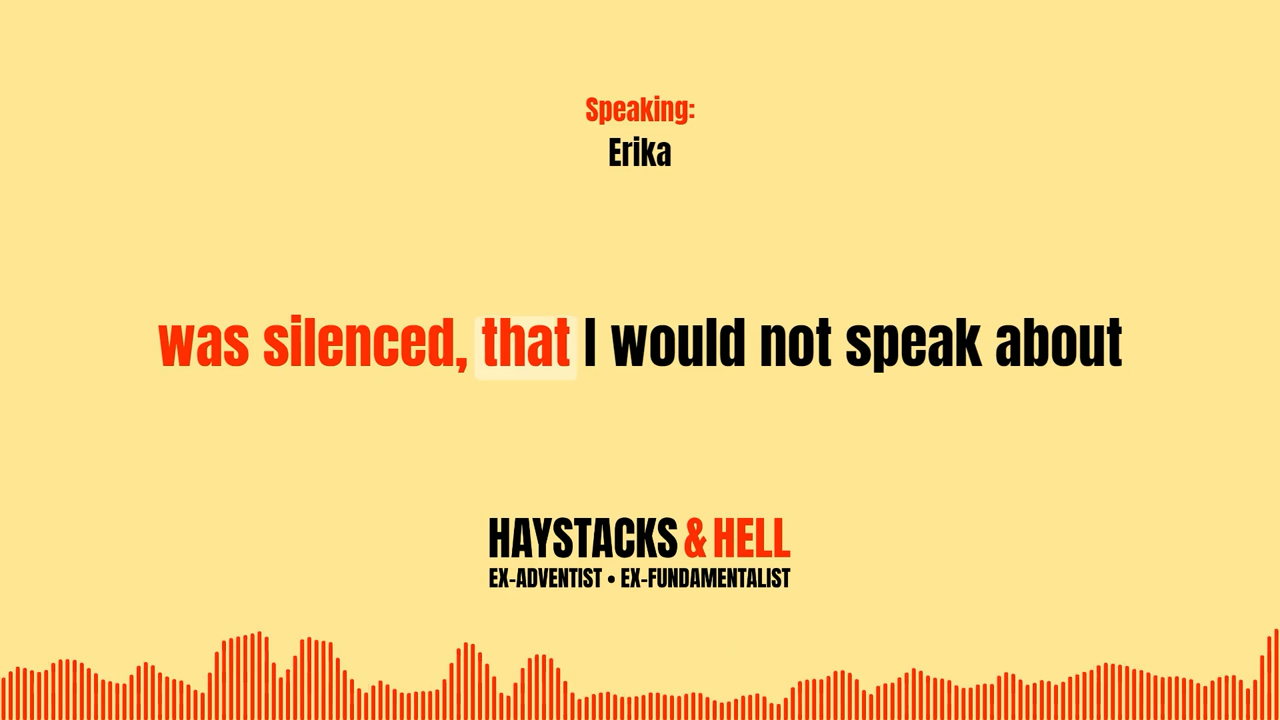 Speaking:
Erika
was silenced, that I would not speak about
HAYSTACKS & HELL
EX-ADVENTIST • EX-FUNDAMENTALIST